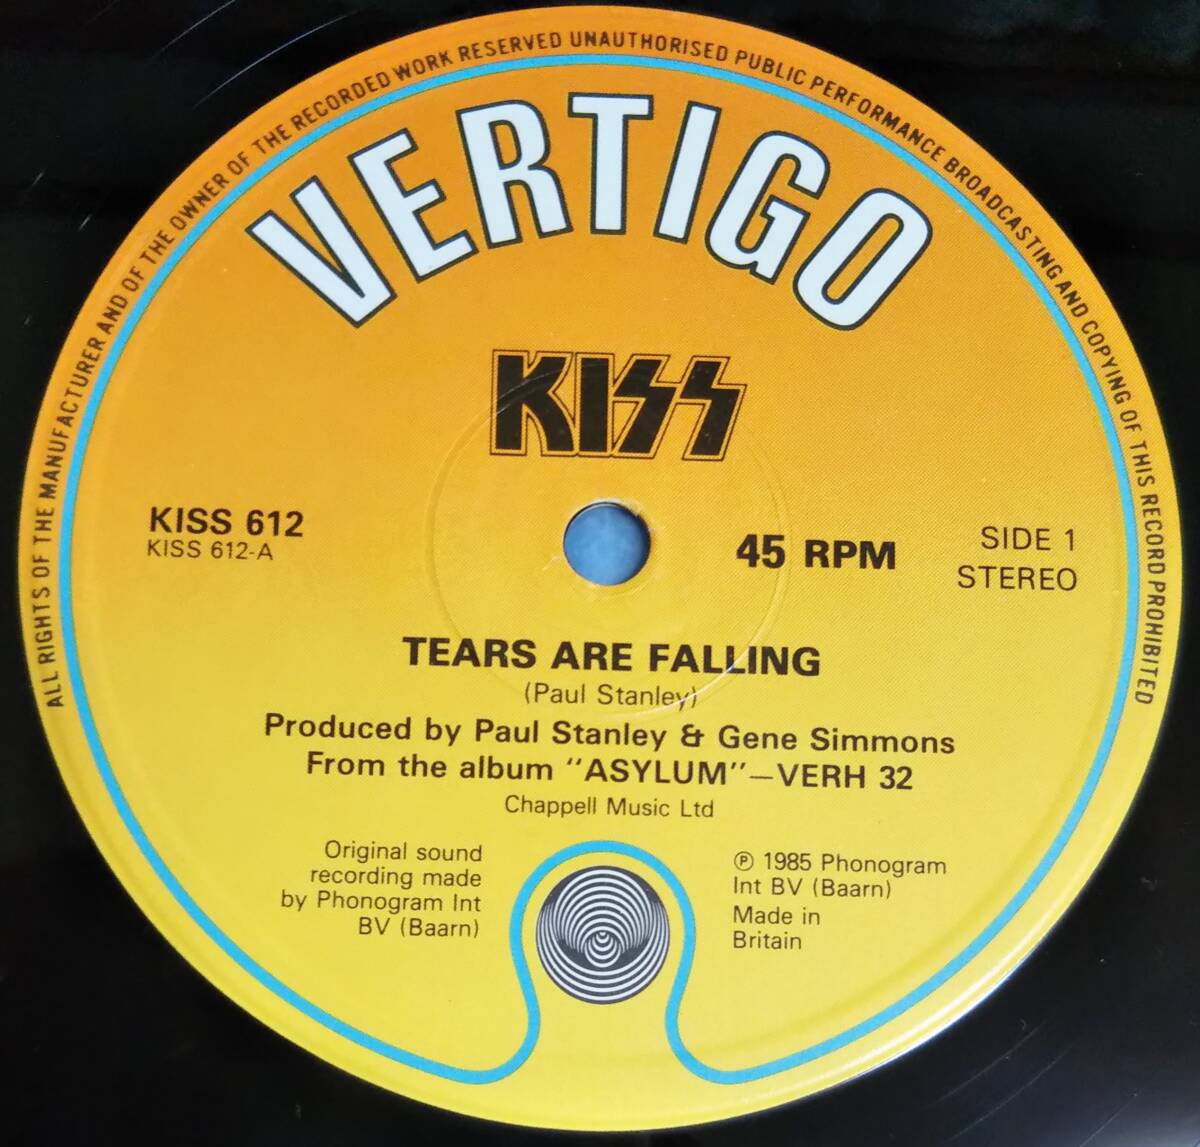 ALL RIGHTS OF THE MANUFACTURER AND OF THE OWNER OF THE RECORDED WORK RESERVED UNAUTHORISED PUBLIC PERFORMANCE BROADCASTING AND COPYING OF THIS RECORD PROHIBITED
VERTIGO
KISS
KISS 612
KISS 612-A
45 RPM
SIDE 1
STEREO
TEARS ARE FALLING
(Paul Stanley)
Produced by Paul Stanley & Gene Simmons
From the album "ASYLUM"—VERH 32
Chappell Music Ltd
Original sound
recording made
by Phonogram Int
BV (Baarn)
℗ 1985 Phonogram
Int BV (Baarn)
Made in
Britain